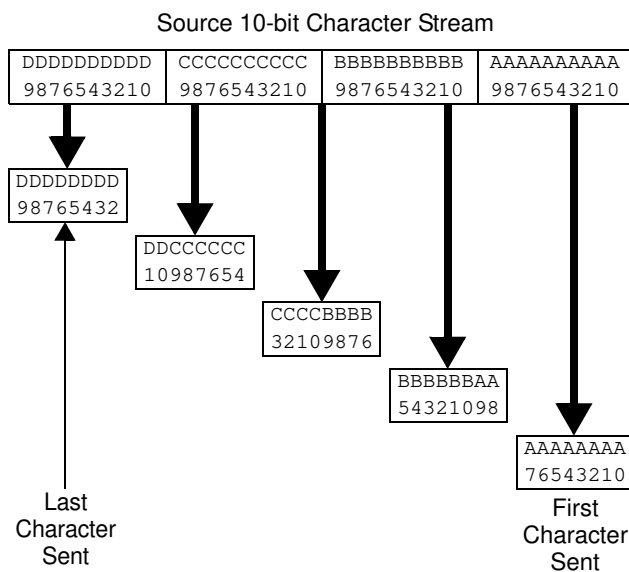 Source 10-bit Character Stream
DDDDDDDDDD CCCCCCCCCC BBBBBBBBBB AAAAAAAAAA
9876543210 9876543210 9876543210 9876543210
DDDDDDDD
98765432
DDCCCCCC
10987654
CCCCBBBB
32109876
BBBBBBAA
54321098
AAAAAAAA
76543210
Last
Character
Sent
First
Character
Sent